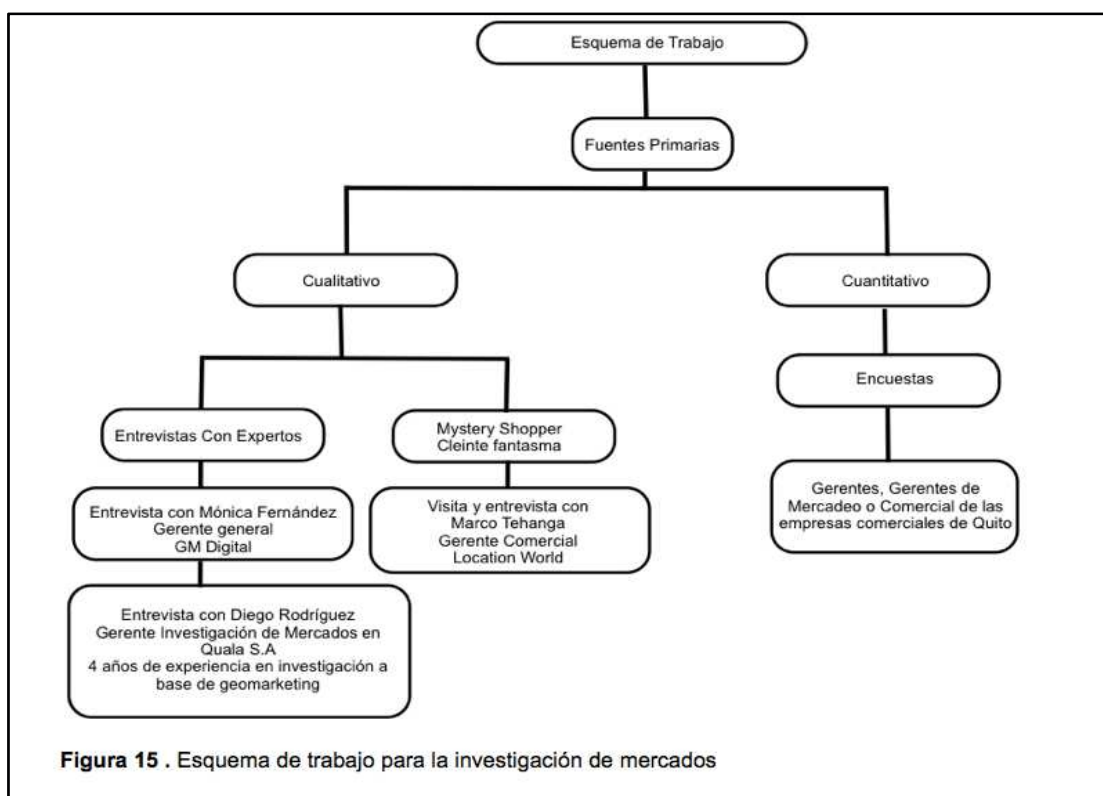 Esquema de Trabajo
Fuentes Primarias
Cualitativo
Cuantitativo
Encuestas
Entrevistas Con Expertos
Mystery Shopper
Cleinte fantasma
Gerentes, Gerentes de
Mercadeo o Comercial de las
empresas comerciales de Quito
Entrevista con Mónica Fernández
Gerente general
GM Digital
Visita y entrevista con
Marco Tehanga
Gerente Comercial
Location World
Entrevista con Diego Rodríguez
Gerente Investigación de Mercados en
Quala S.A
4 años de experiencia en investigación a
base de geomarketing
Figura 15 . Esquema de trabajo para la investigación de mercados